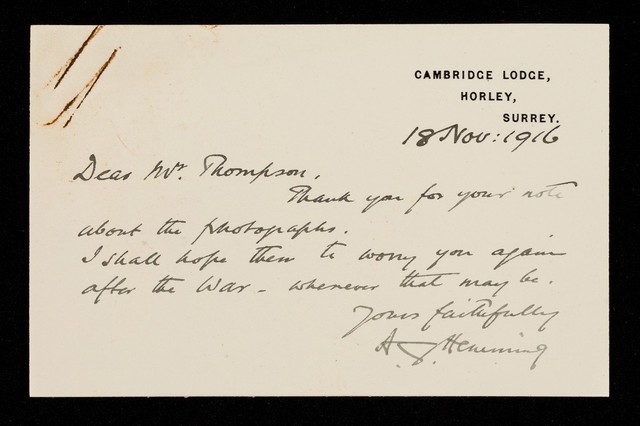 CAMBRIDGE LODGE,
HORLEY,
SURREY.
18 Nov: 1916
Dear Mr. Thompson,
Thank you for your note
about the photographs.
I shall hope then to worry you again
after the War - whenever that may be.
Yours faithfully
A. J.